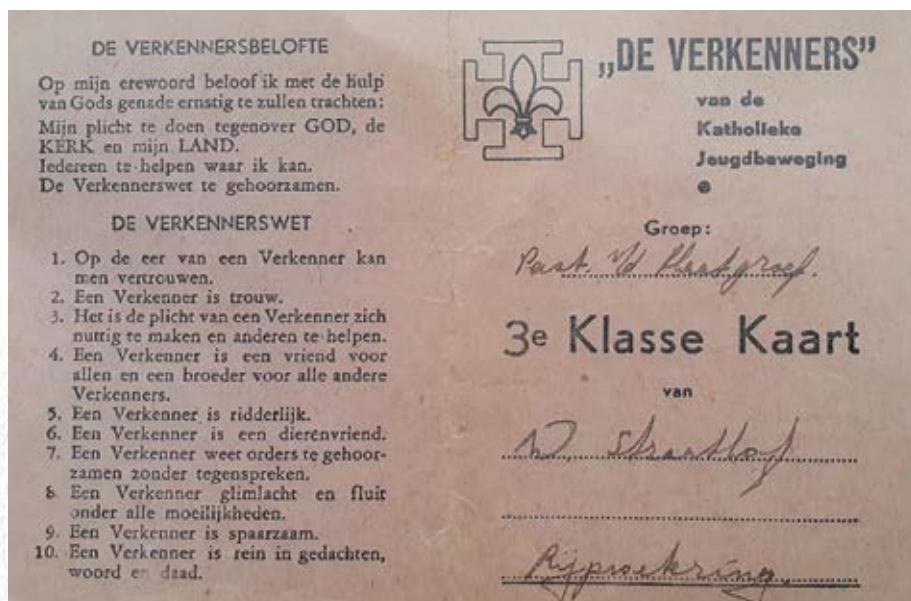 DE VERKENNERSBELOFTE
Op mijn erewoord beloof ik met de hulp
van Gods genade ernstig te zullen trachten:
Mijn plicht te doen tegenover GOD, de
KERK en mijn LAND.
Iedereen te helpen waar ik kan.
De Verkennerswet te gehoorzamen.
DE VERKENNERSWET
1. Op de eer van een Verkenner kan
men vertrouwen.
2. Een Verkenner is trouw.
3. Het is de plicht van een Verkenner zich
nuttig te maken en anderen te helpen.
4. Een Verkenner is een vriend voor
allen en een broeder voor alle andere
Verkenners.
5. Een Verkenner is ridderlijk.
6. Een Verkenner is een dierenvriend.
7. Een Verkenner weet orders te gehoor-
zamen zonder tegenspreken.
8. Een Verkenner glimlacht en fluit
onder alle moeilijkheden.
9. Een Verkenner is spaarzaam.
10. Een Verkenner is rein in gedachten,
woord en daad.
„DE VERKENNERS”
van de
Katholieke
Jeugdbeweging
Groep:
Past. v/d
3e Klasse Kaart
van
W. Straathof